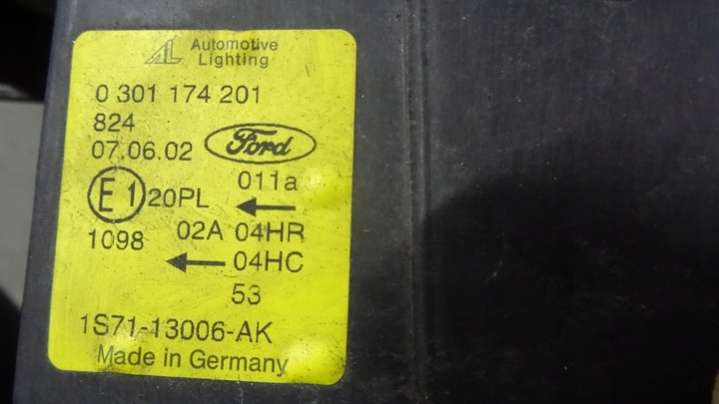 AL Automotive
Lighting
0 301 174 201
824
07.06.02 Ford
011a
E1 20PL
1098 02A 04HR
04HC
53
1S71-13006-AK
Made in Germany